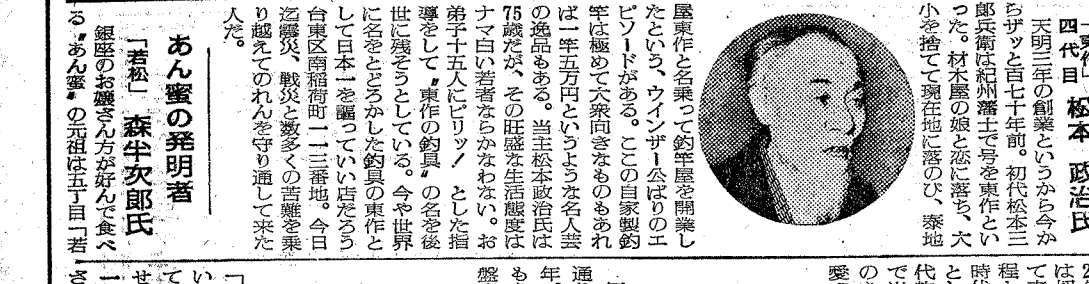 四代目 松本政治氏
天明三年の創業というから今か
らザッと百七十年前。初代松本三
郎兵衛は紀州藩士で号を東作とい
った。材木屋の娘と恋に落ち、大
小を捨てて現在地に落のび、泰地
屋東作と名乗って釣竿屋を開業し
たという、ウインザー公ばりのエ
ピソードがある。ここの自家製釣
竿は極めて大衆向きなものもあれ
ば一竿五万円というような名人芸
の逸品もある。当主松本政治氏は
75歳だが、その旺盛な生活態度は
ナマ白い若者ならかなわない。お
弟子十五人にピリッ! とした指
導をして〝東作の釣具〟の名を後
世に残そうとしている。今や世界
に名をとどろかした釣具の東作と
して日本一を謳っていい店だろう
台東区南稲荷町一一三番地。今日
迄震災、戦災と数多くの苦難を乗
り越えてのれんを守り通して来た
人だ。
あん蜜の発明者
「若松」 森半次郎氏
銀座のお嬢さん方が好んで食べ
る〝あん蜜〟の元祖は五丁目「若